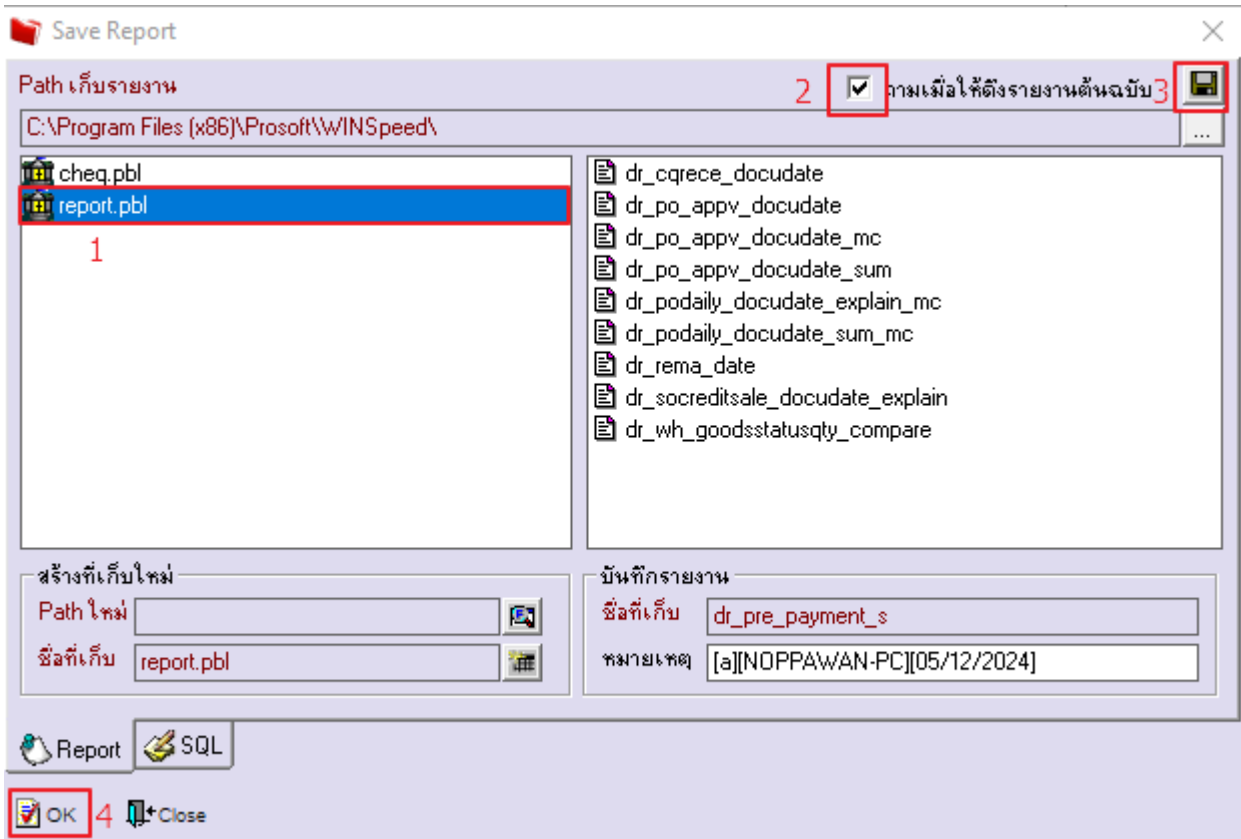 Save Report
Path เก็บรายงาน
2
ถามเมื่อให้ดึงรายงานต้นฉบับ
3
C:\Program Files (x86)\Prosoft\WINSpeed\
...
cheq.pbl
report.pbl
1
dr_cqrece_docudate
dr_po_appv_docudate
dr_po_appv_docudate_mc
dr_po_appv_docudate_sum
dr_podaily_docudate_explain_mc
dr_podaily_docudate_sum_mc
dr_rema_date
dr_socreditsale_docudate_explain
dr_wh_goodsstatusqty_compare
สร้างที่เก็บใหม่
Path ใหม่
ชื่อที่เก็บ report.pbl
บันทึกรายงาน
ชื่อที่เก็บ dr_pre_payment_s
หมายเหตุ [a][NOPPAWAN-PC][05/12/2024]
Report
SQL
OK
4
Close